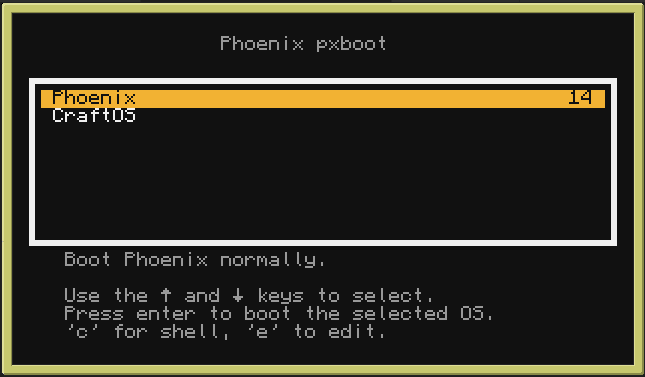 Phoenix pxboot
Phoenix 14
CraftOS
Boot Phoenix normally.
Use the ↑ and ↓ keys to select.
Press enter to boot the selected OS.
'c' for shell, 'e' to edit.